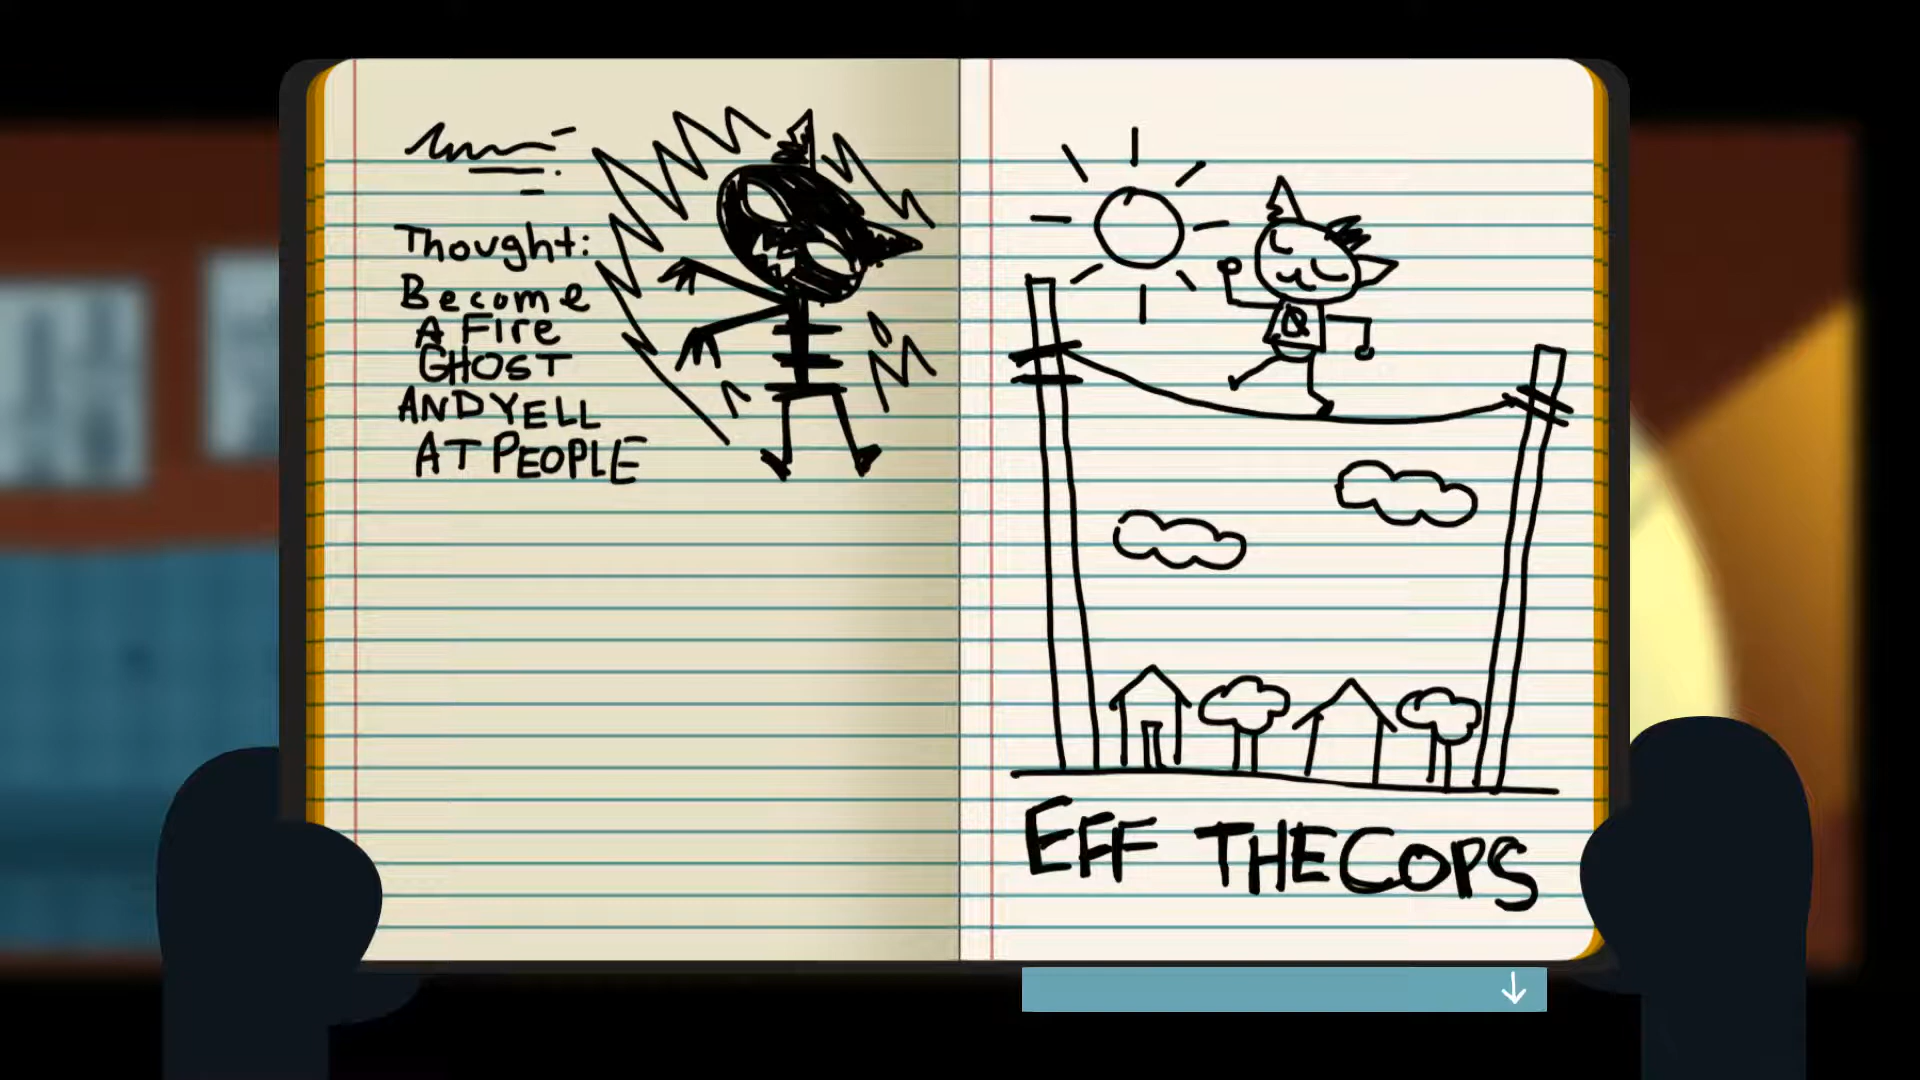 Thought:
Become
A Fire
GHOST
AND YELL
AT PEOPLE
EFF THE COPS